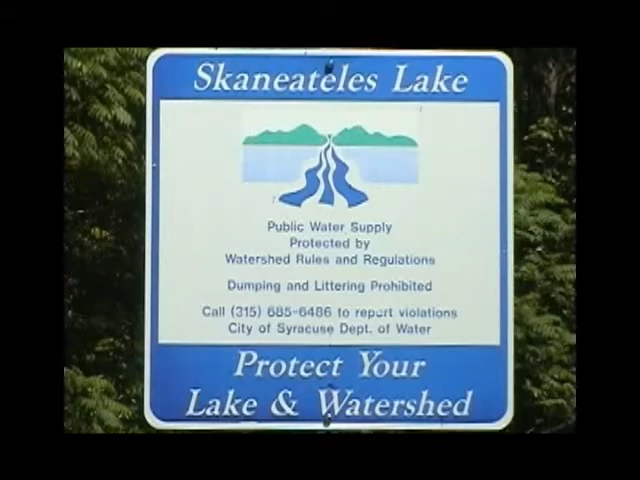 Skaneateles Lake
Public Water Supply
Protected by
Watershed Rules and Regulations
Dumping and Littering Prohibited
Call (315) 685-6486 to report violations
City of Syracuse Dept. of Water
Protect Your
Lake & Watershed